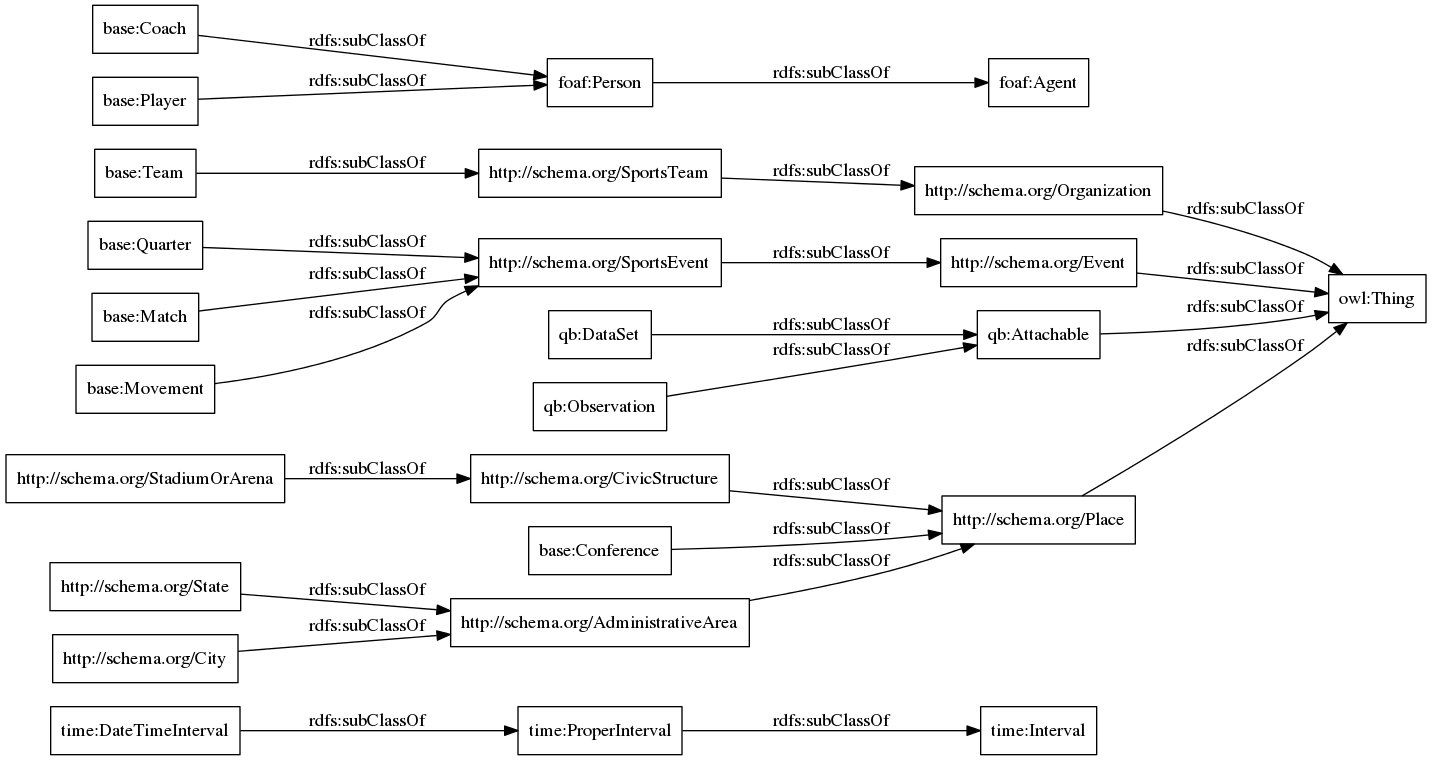 base:Coach
rdfs:subClassOf
foaf:Person
rdfs:subClassOf
foaf:Agent
base:Player
rdfs:subClassOf
base:Team
rdfs:subClassOf
http://schema.org/SportsTeam
rdfs:subClassOf
http://schema.org/Organization
rdfs:subClassOf
base:Quarter
rdfs:subClassOf
http://schema.org/SportsEvent
rdfs:subClassOf
http://schema.org/Event
rdfs:subClassOf
owl:Thing
base:Match
rdfs:subClassOf
rdfs:subClassOf
base:Movement
qb:DataSet
rdfs:subClassOf
qb:Attachable
rdfs:subClassOf
qb:Observation
rdfs:subClassOf
rdfs:subClassOf
http://schema.org/StadiumOrArena
rdfs:subClassOf
http://schema.org/CivicStructure
rdfs:subClassOf
http://schema.org/Place
base:Conference
rdfs:subClassOf
rdfs:subClassOf
http://schema.org/State
rdfs:subClassOf
http://schema.org/AdministrativeArea
http://schema.org/City
rdfs:subClassOf
time:DateTimeInterval
rdfs:subClassOf
time:ProperInterval
rdfs:subClassOf
time:Interval